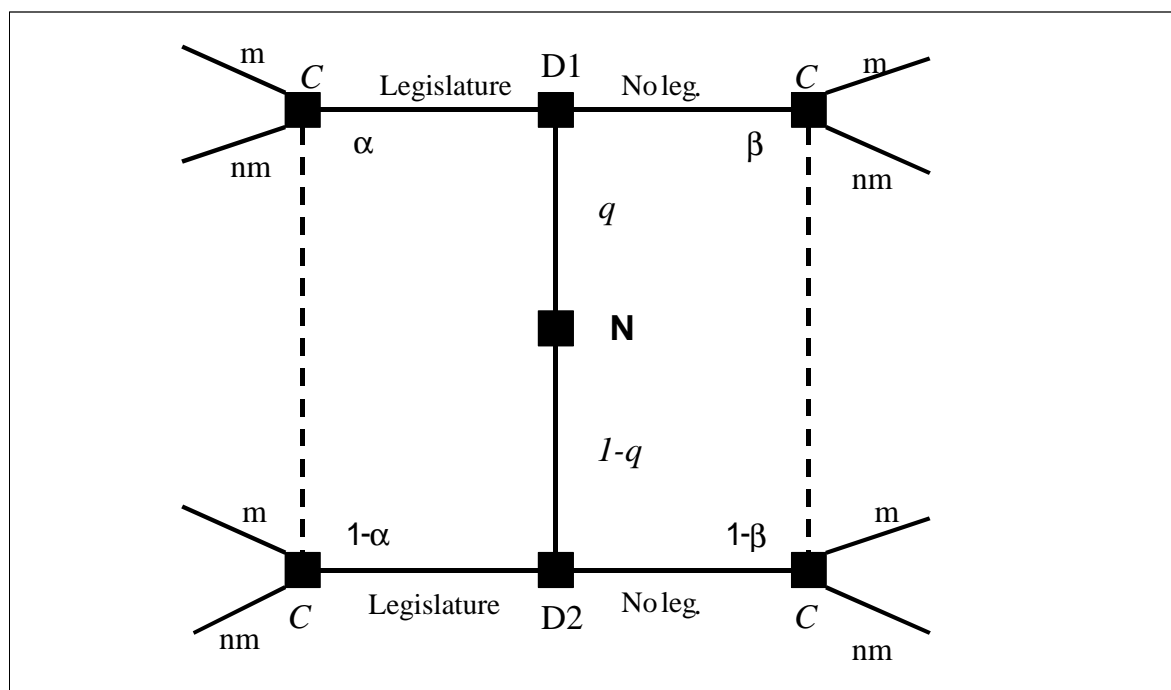 m C D1 C m
Legislature No leg.
α β
nm nm
q
N
1-q
m 1-α 1-β m
Legislature No leg.
nm C D2 C nm